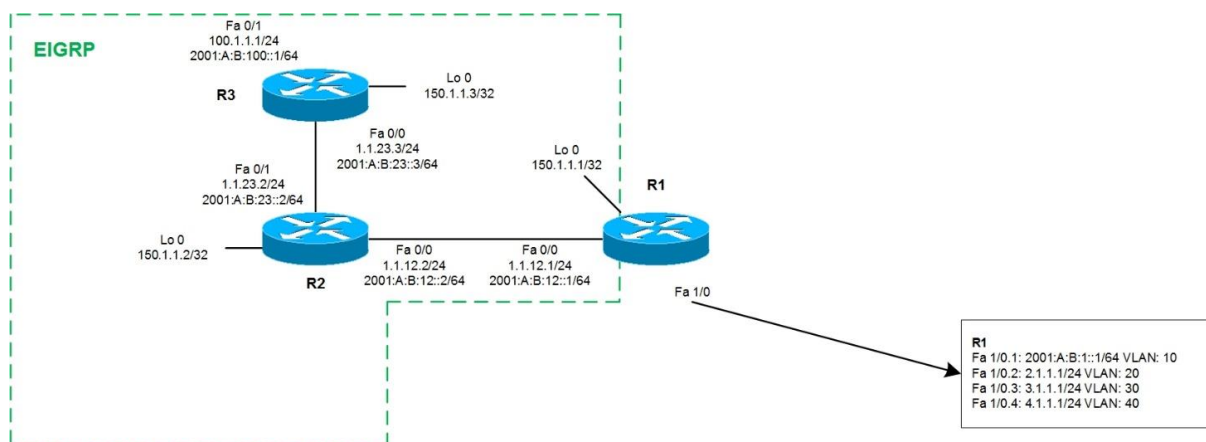 Fa 0/1
100.1.1.1/24
2001:A:B:100::1/64
EIGRP
Lo 0
150.1.1.3/32
R3
Fa 0/0
1.1.23.3/24
2001:A:B:23::3/64
Lo 0
150.1.1.1/32
Fa 0/1
1.1.23.2/24
2001:A:B:23::2/64
R1
Lo 0
150.1.1.2/32
Fa 0/0
1.1.12.2/24
2001:A:B:12::2/64
Fa 0/0
1.1.12.1/24
2001:A:B:12::1/64
R2
Fa 1/0
R1
Fa 1/0.1: 2001:A:B:1::1/64 VLAN: 10
Fa 1/0.2: 2.1.1.1/24 VLAN: 20
Fa 1/0.3: 3.1.1.1/24 VLAN: 30
Fa 1/0.4: 4.1.1.1/24 VLAN: 40